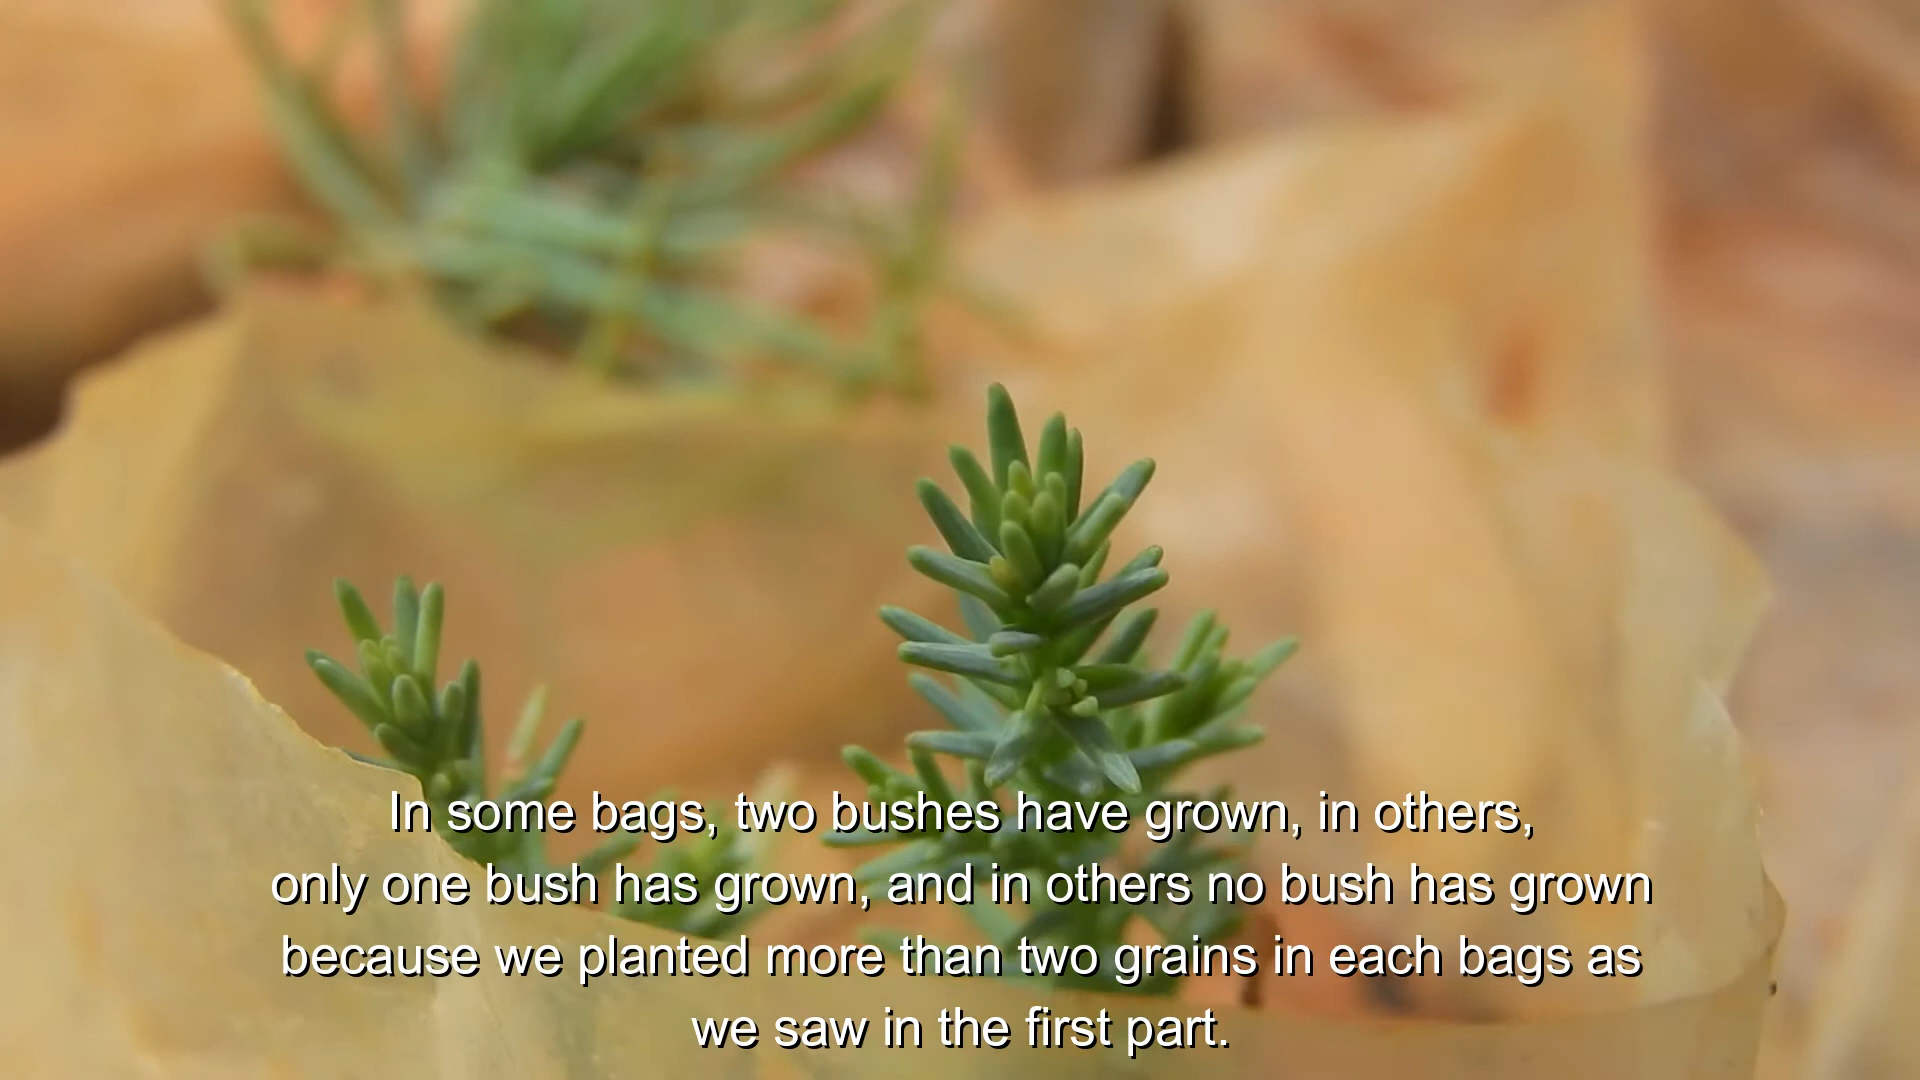 In some bags, two bushes have grown, in others,
only one bush has grown, and in others no bush has grown
because we planted more than two grains in each bags as
we saw in the first part.